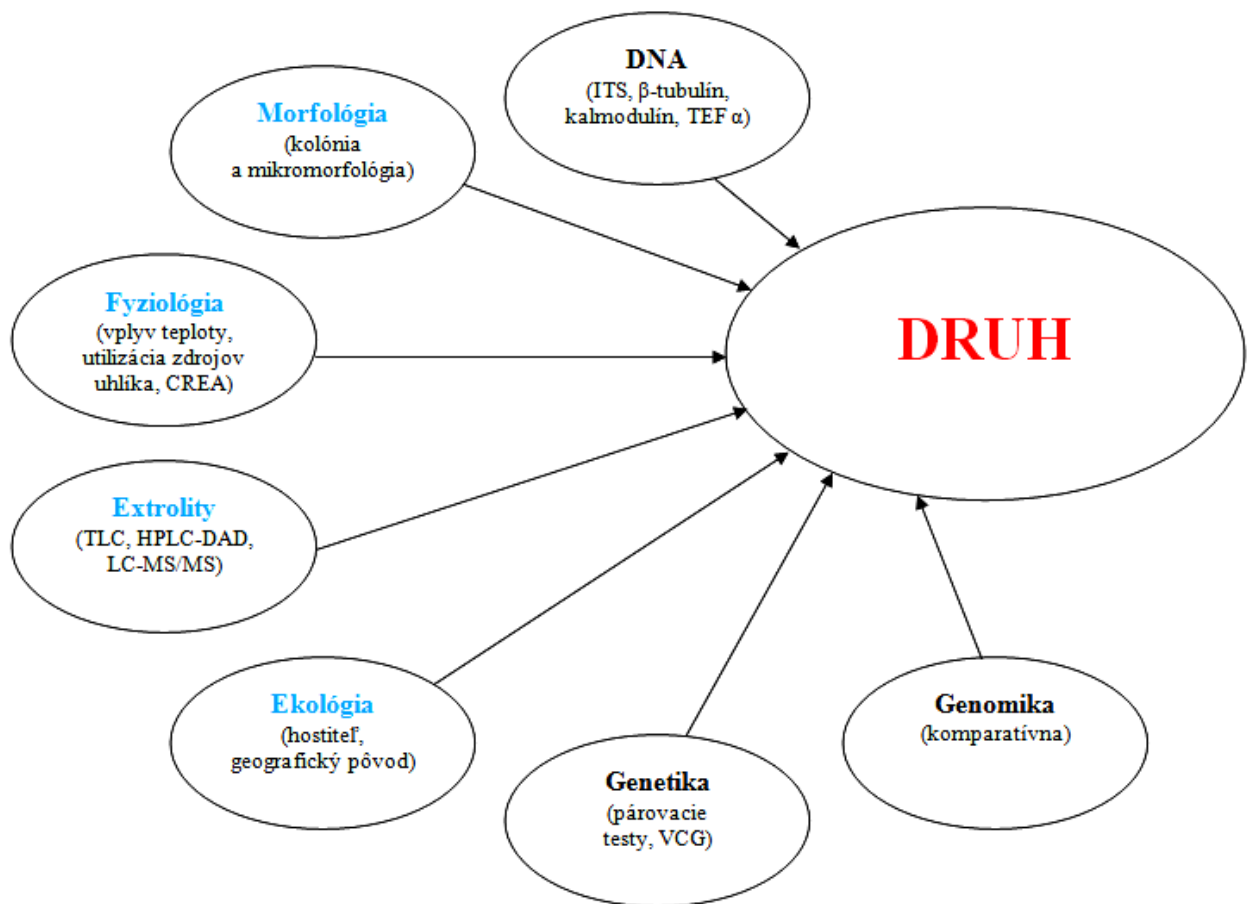 DNA
(ITS, β-tubulín,
kalmodulín, TEF α)
Morfológia
(kolónia
a mikromorfológia)
Fyziológia
(vplyv teploty,
utilizácia zdrojov
uhlíka, CREA)
DRUH
Extrolity
(TLC, HPLC-DAD,
LC-MS/MS)
Ekológia
(hostiteľ,
geografický pôvod)
Genetika
(párovacie
testy, VCG)
Genomika
(komparatívna)